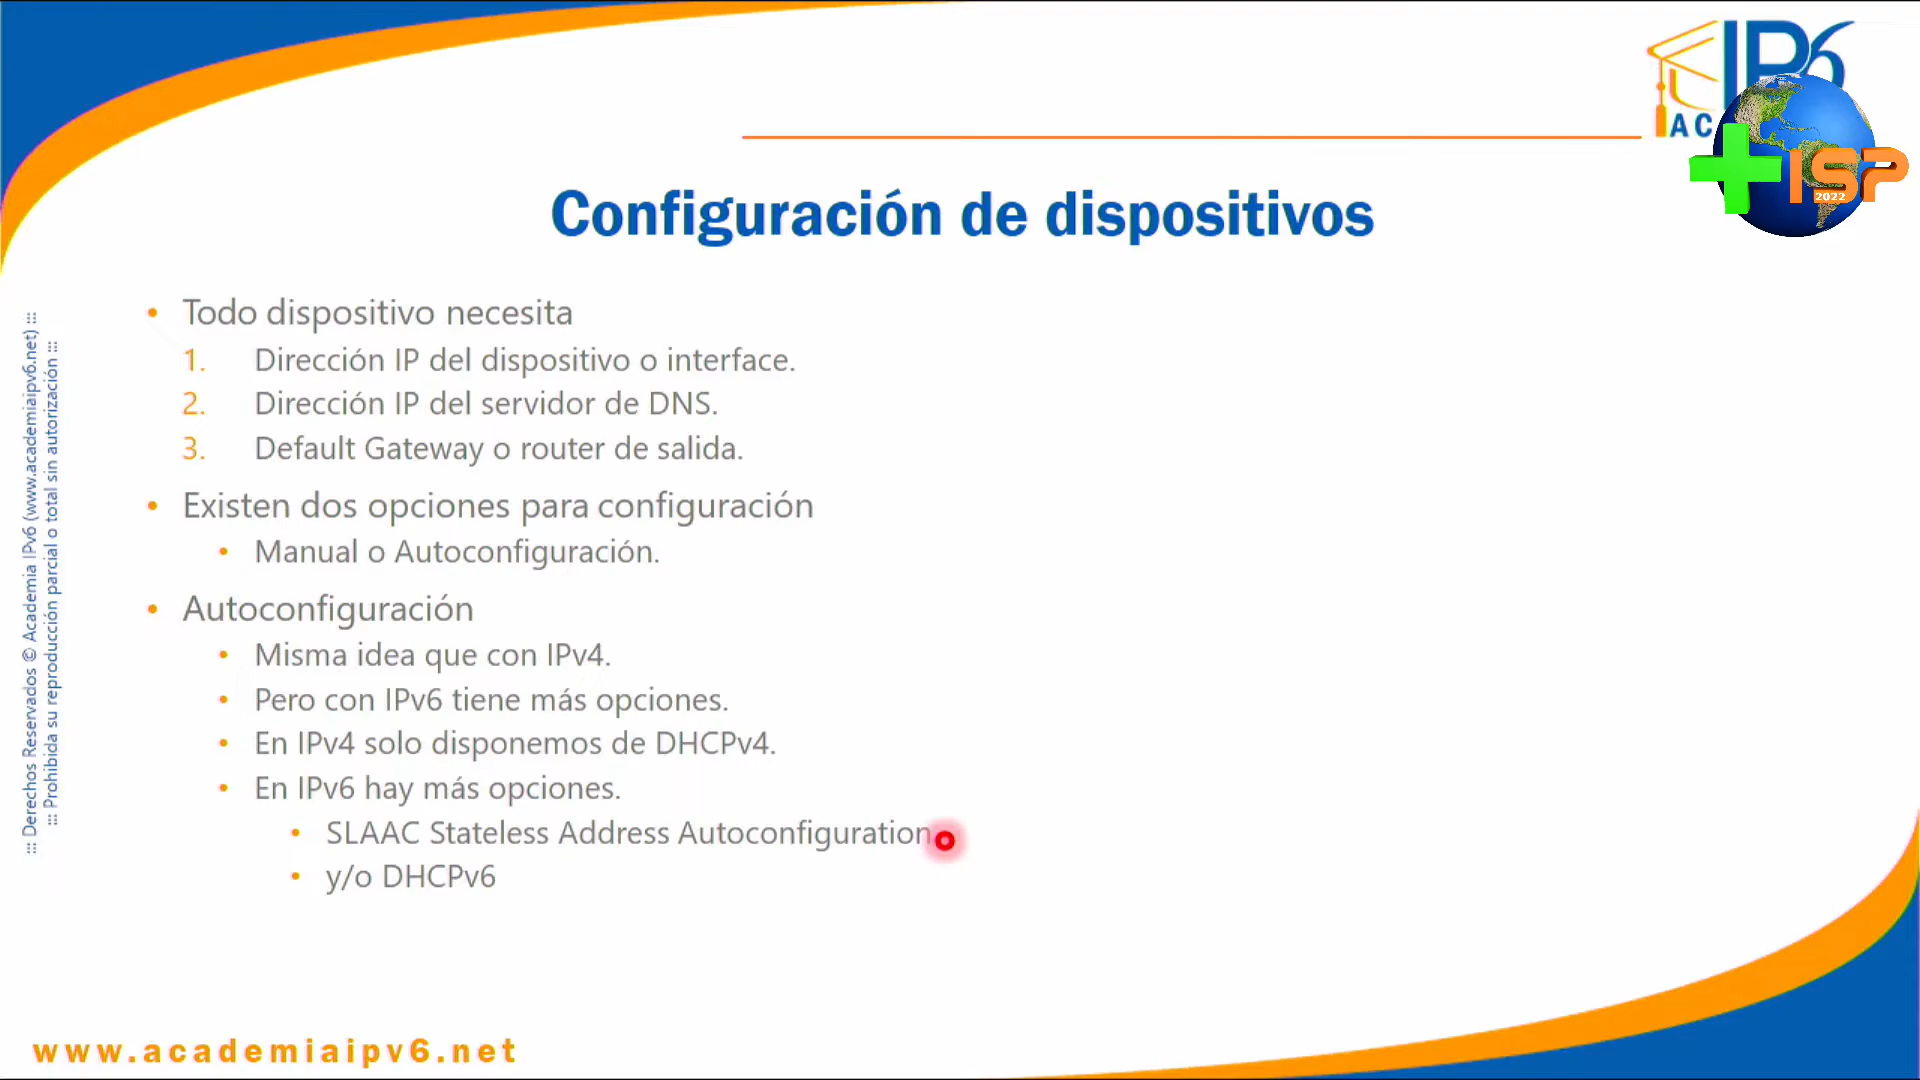 IP6
AC
+ISP
2022
Configuración de dispositivos
• Todo dispositivo necesita
1. Dirección IP del dispositivo o interface.
2. Dirección IP del servidor de DNS.
3. Default Gateway o router de salida.
• Existen dos opciones para configuración
• Manual o Autoconfiguración.
• Autoconfiguración
• Misma idea que con IPv4.
• Pero con IPv6 tiene más opciones.
• En IPv4 solo disponemos de DHCPv4.
• En IPv6 hay más opciones.
• SLAAC Stateless Address Autoconfiguration
• y/o DHCPv6
::: Derechos Reservados © Academia IPv6 (www.academiaipv6.net) :::
::: Prohibida su reproducción parcial o total sin autorización :::
www.academiaipv6.net